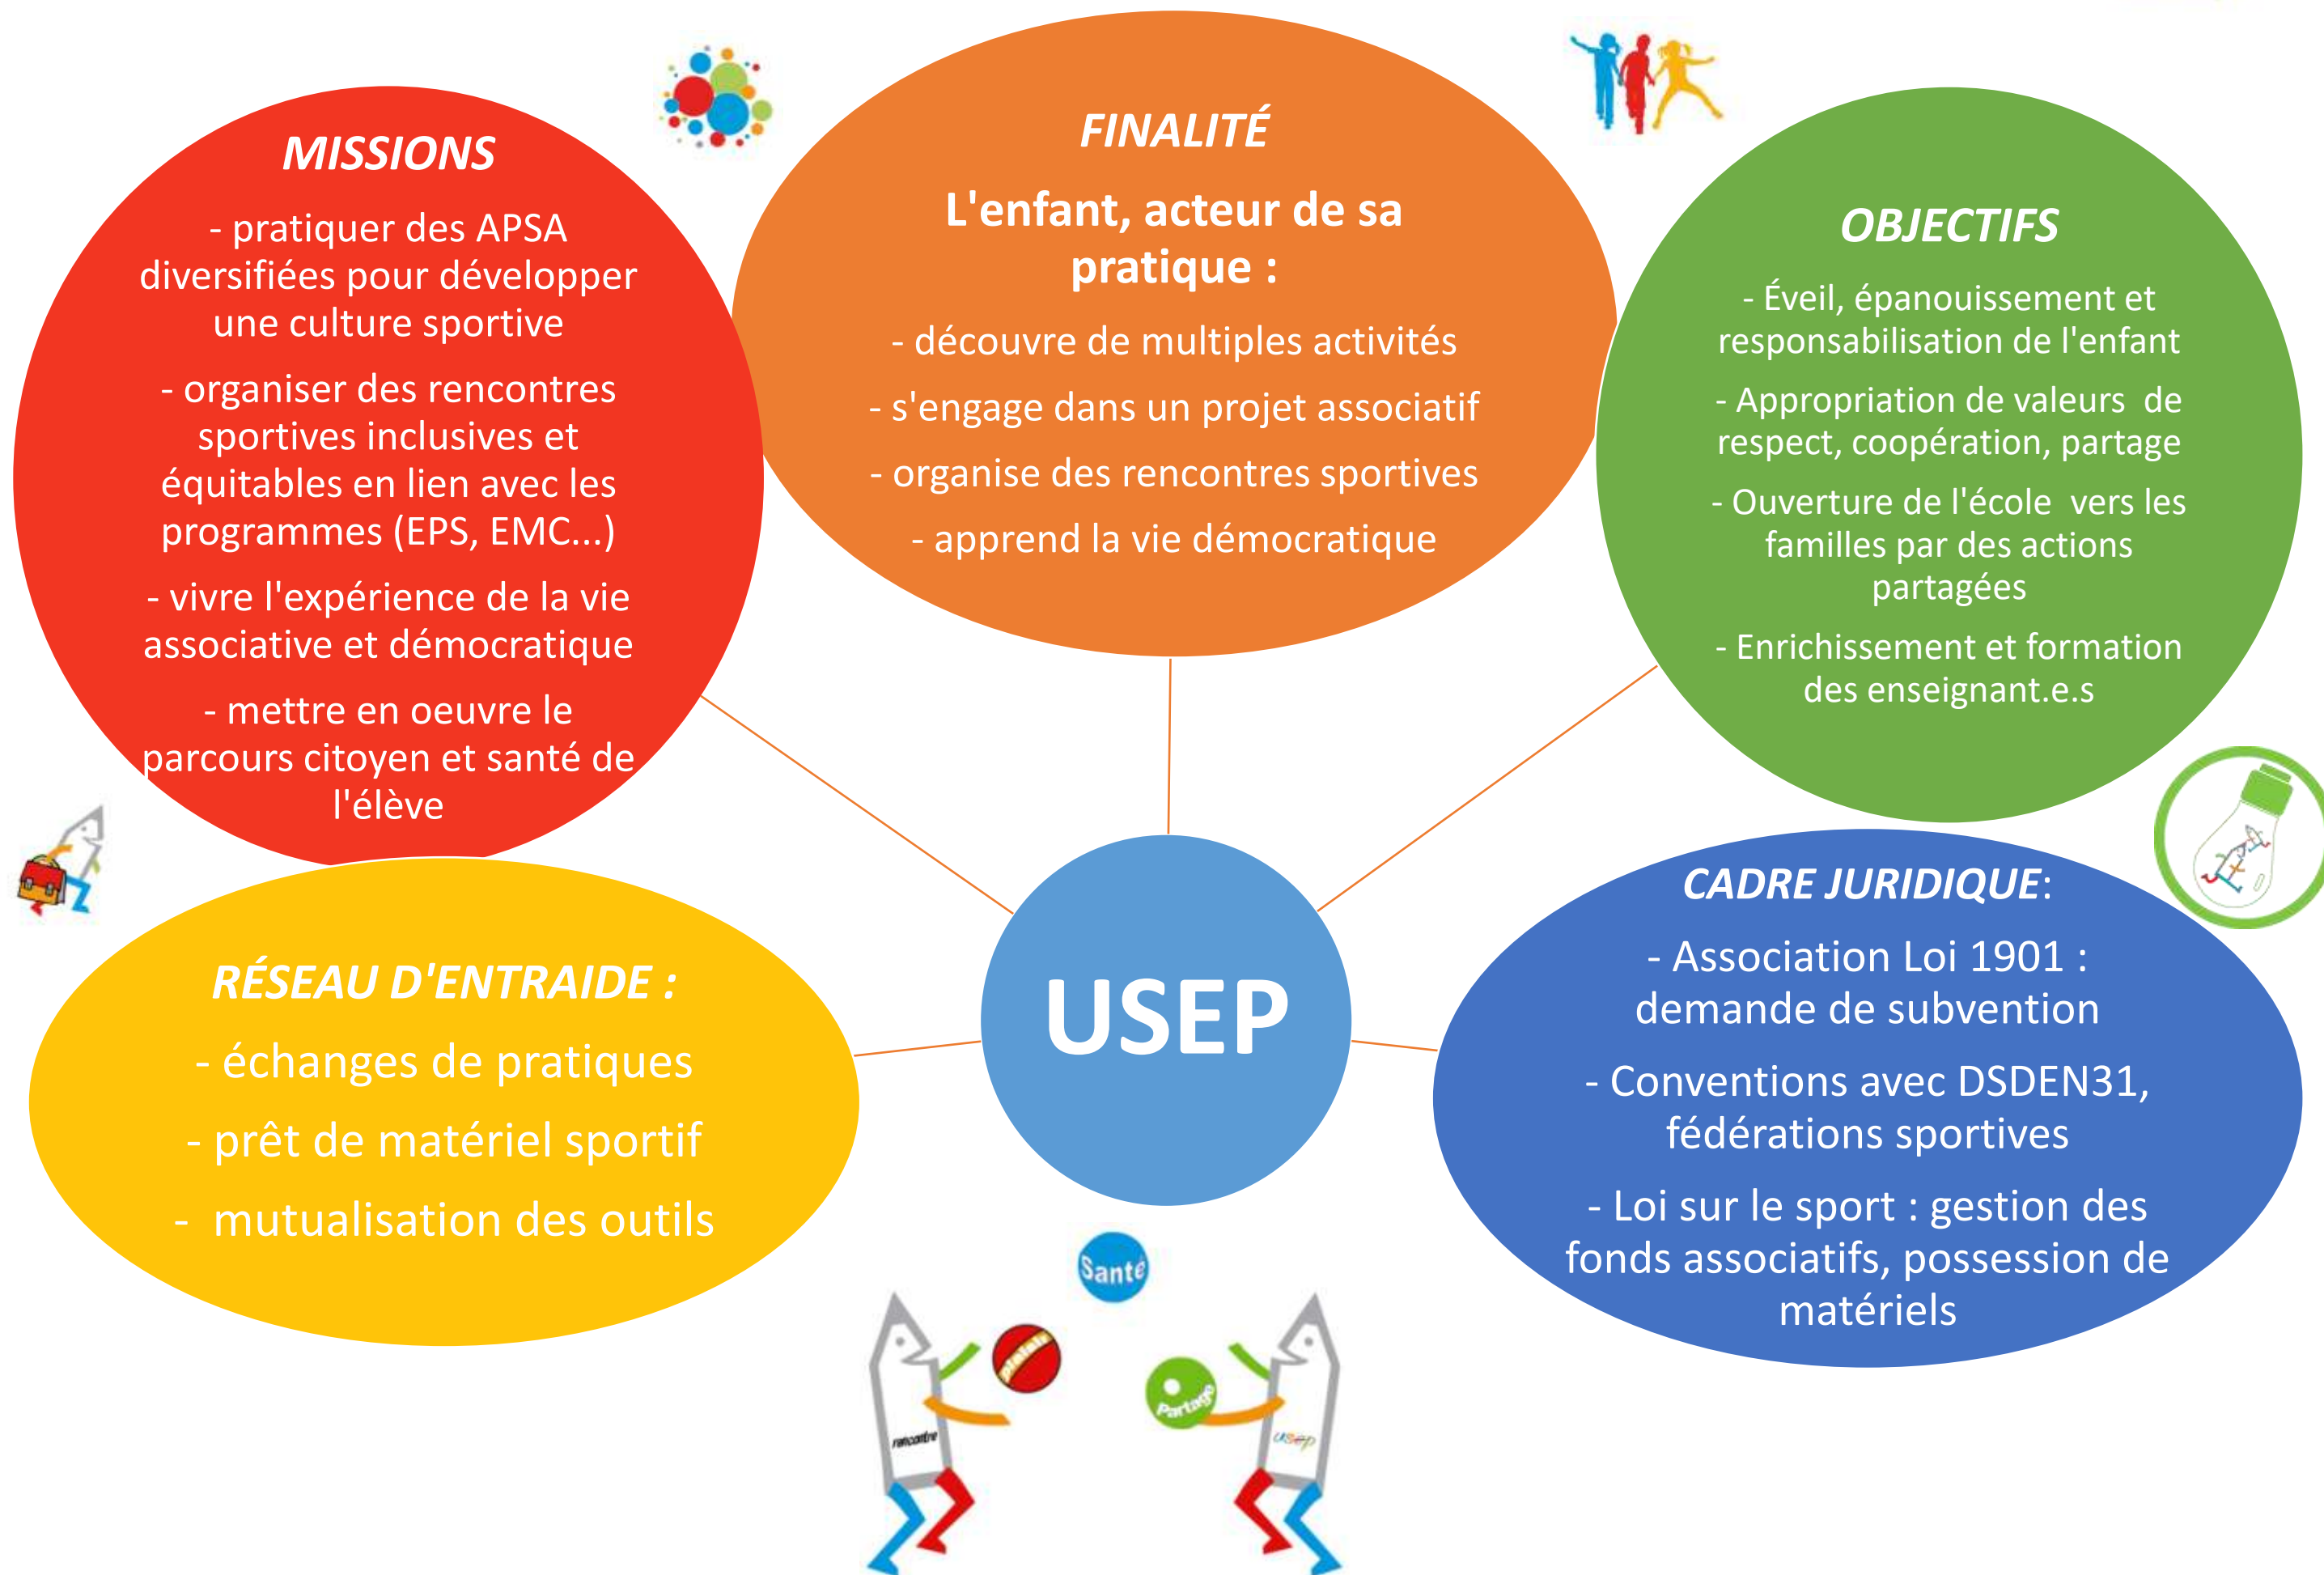 MISSIONS
- pratiquer des APSA
diversifiées pour développer
une culture sportive
- organiser des rencontres
sportives inclusives et
équitables en lien avec les
programmes (EPS, EMC...)
- vivre l'expérience de la vie
associative et démocratique
- mettre en oeuvre le
parcours citoyen et santé de
l'élève
FINALITÉ
L'enfant, acteur de sa
pratique :
- découvre de multiples activités
- s'engage dans un projet associatif
- organise des rencontres sportives
- apprend la vie démocratique
OBJECTIFS
- Éveil, épanouissement et
responsabilisation de l'enfant
- Appropriation de valeurs  de
respect, coopération, partage
- Ouverture de l'école  vers les
familles par des actions
partagées
- Enrichissement et formation
des enseignant.e.s
RÉSEAU D'ENTRAIDE :
- échanges de pratiques
- prêt de matériel sportif
-  mutualisation des outils
USEP
CADRE JURIDIQUE:
- Association Loi 1901 :
demande de subvention
- Conventions avec DSDEN31,
fédérations sportives
- Loi sur le sport : gestion des
fonds associatifs, possession de
matériels
Santé
Partage
rencontre
usep